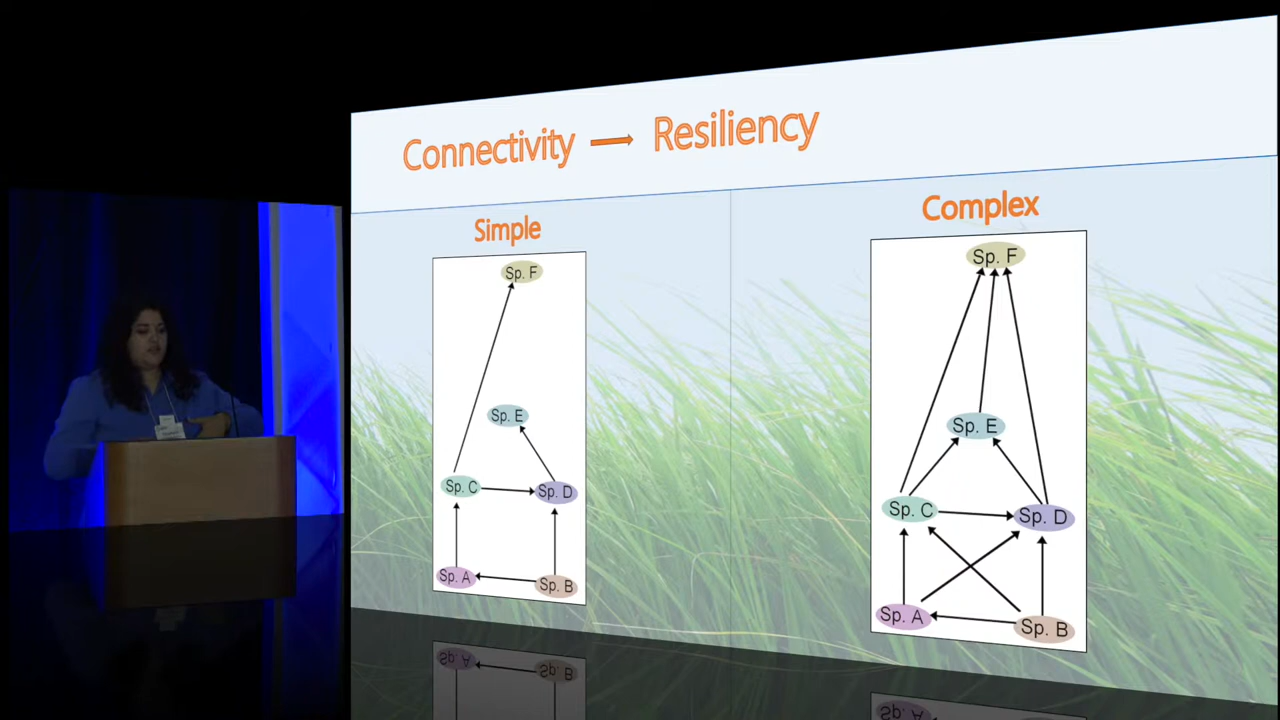 Connectivity → Resiliency
Simple
Sp. F
Sp. E
Sp. C
Sp. D
Sp. A
Sp. B
Complex
Sp. F
Sp. E
Sp. C
Sp. D
Sp. A
Sp. B